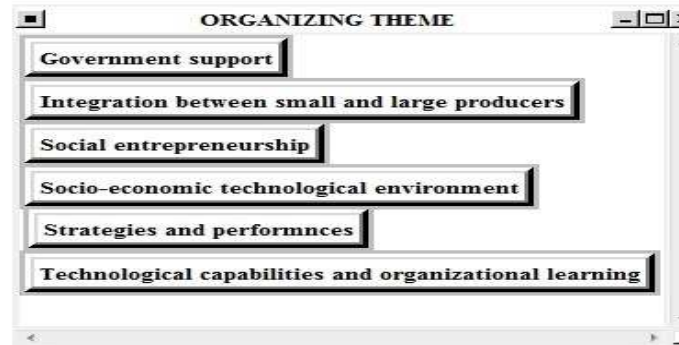 ORGANIZING THEME
Government support
Integration between small and large producers
Social entrepreneurship
Socio-economic technological environment
Strategies and performnces
Technological capabilities and organizational learning